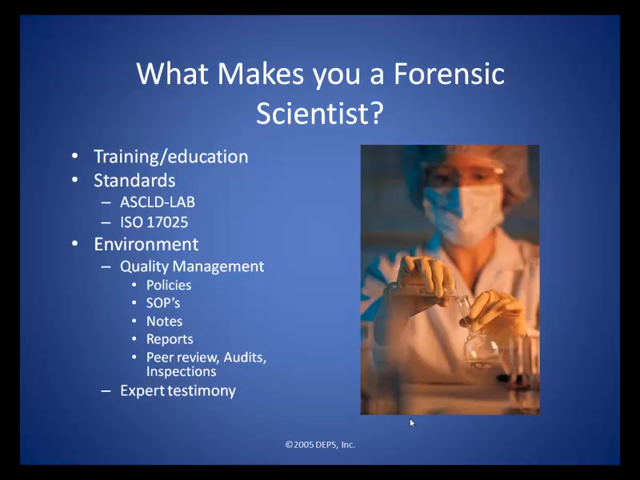 What Makes you a Forensic
Scientist?
• Training/education
• Standards
– ASCLD-LAB
– ISO 17025
• Environment
– Quality Management
• Policies
• SOP's
• Notes
• Reports
• Peer review, Audits,
Inspections
– Expert testimony
©2005 DEPS, Inc.